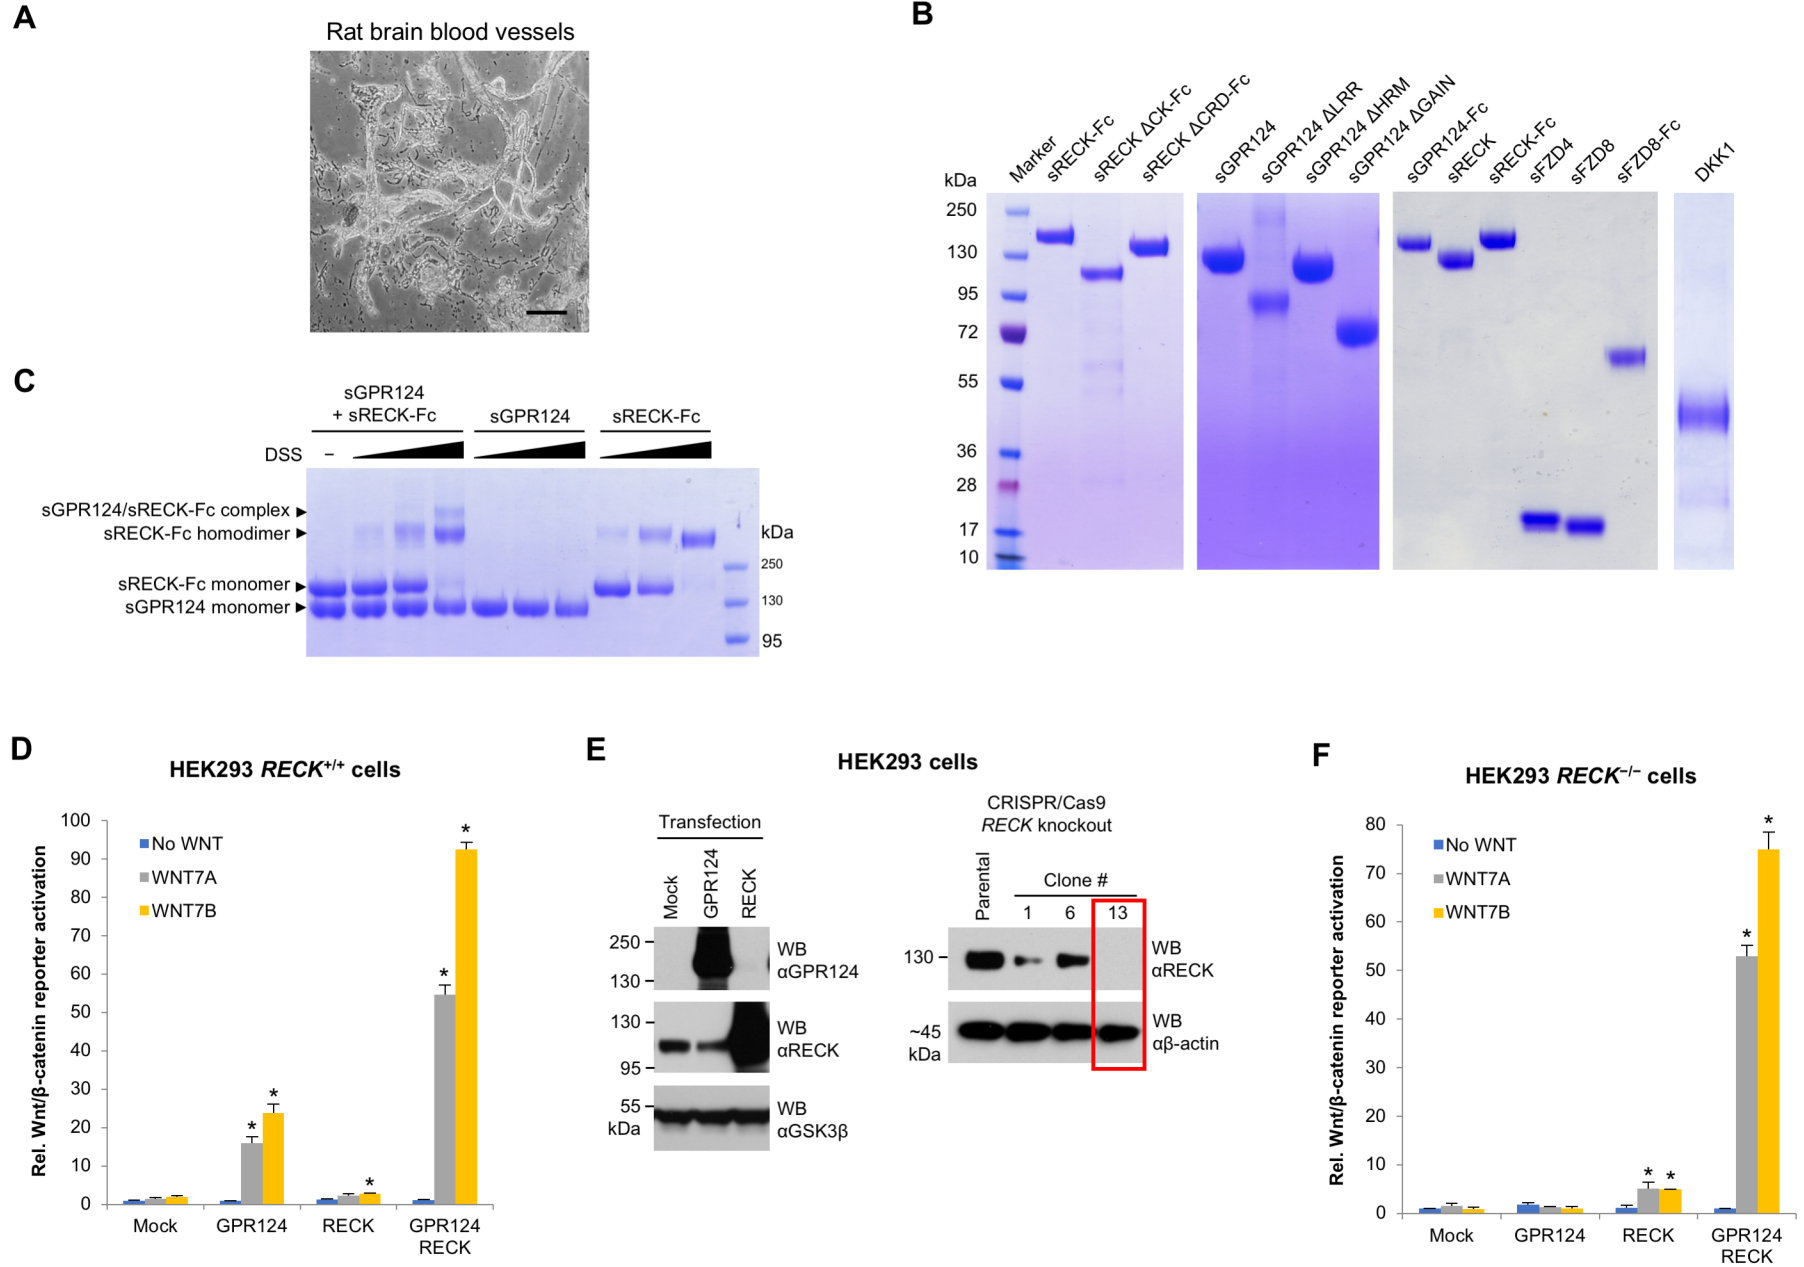 A
Rat brain blood vessels
B
kDa
Marker
sRECK-Fc
sRECK ΔCK-Fc
sRECK ΔCRD-Fc
sGPR124
sGPR124 ΔLRR
sGPR124 ΔHRM
sGPR124 ΔGAIN
sGPR124-Fc
sRECK
sRECK-Fc
sFZD4
sFZD8
sFZD8-Fc
DKK1
250
130
95
72
55
36
28
17
10
C
sGPR124
+ sRECK-Fc
sGPR124
sRECK-Fc
DSS
–
sGPR124/sRECK-Fc complex
sRECK-Fc homodimer
sRECK-Fc monomer
sGPR124 monomer
kDa
250
130
95
D
HEK293 RECK+/+ cells
Rel. Wnt/β-catenin reporter activation
100
90
80
70
60
50
40
30
20
10
0
No WNT
WNT7A
WNT7B
* * * * *
Mock
GPR124
RECK
GPR124
RECK
E
HEK293 cells
Transfection
Mock
GPR124
RECK
250
130
WB
αGPR124
130
95
WB
αRECK
55
kDa
WB
αGSK3β
CRISPR/Cas9
RECK knockout
Parental
Clone #
1 6 13
130
WB
αRECK
~45
kDa
WB
αβ-actin
F
HEK293 RECK–/– cells
Rel. Wnt/β-catenin reporter activation
80
70
60
50
40
30
20
10
0
No WNT
WNT7A
WNT7B
* * * *
Mock
GPR124
RECK
GPR124
RECK